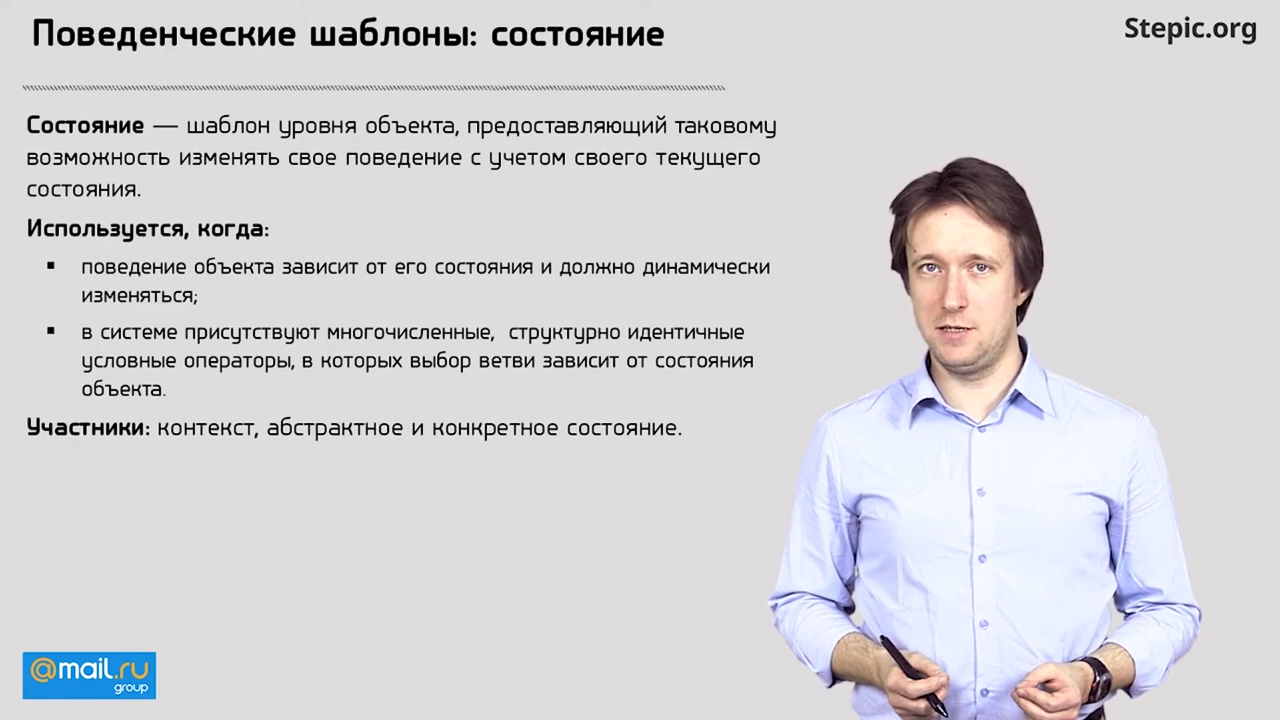 Поведенческие шаблоны: состояние
Stepic.org
Состояние — шаблон уровня объекта, предоставляющий таковому
возможность изменять свое поведение с учетом своего текущего
состояния.
Используется, когда:
▪ поведение объекта зависит от его состояния и должно динамически
изменяться;
▪ в системе присутствуют многочисленные, структурно идентичные
условные операторы, в которых выбор ветви зависит от состояния
объекта.
Участники: контекст, абстрактное и конкретное состояние.
@mail.ru
group